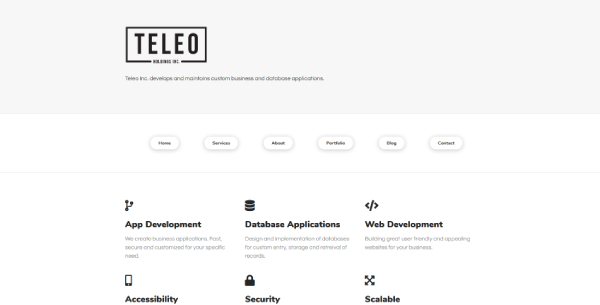 TELEO
HOLDINGS INC.
Teleo Inc. develops and maintains custom business and database applications.
Home Services About Portfolio Blog Contact
App Development Database Applications Web Development
We create business applications. Fast, Design and implementation of databases Building great user friendly and appealing
secure and customized for your specific for custom entry, storage and removal of websites for your business.
need. records.
Accessibility Security Scalable